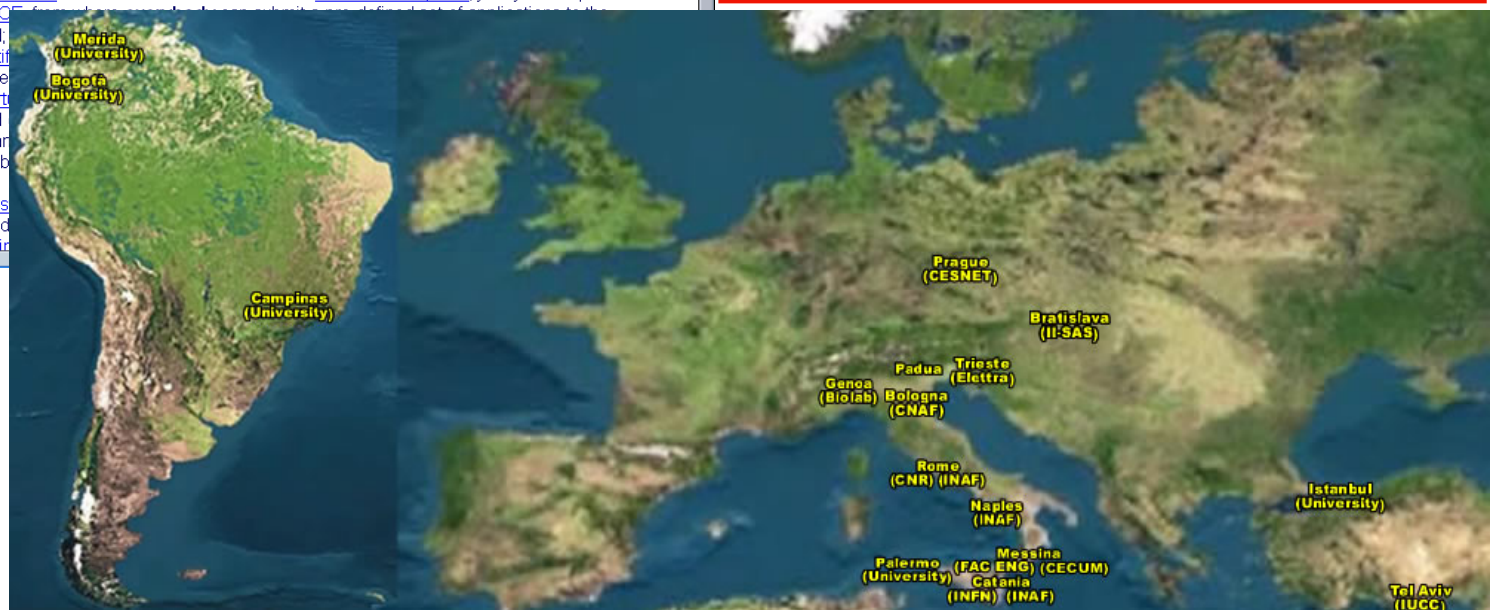 Merida
(University)
Bogotà
(University)
Campinas
(University)
Prague
(CESNET)
Bratislava
(II-SAS)
Padua
Trieste
(Elettra)
Genoa
(Biolab)
Bologna
(CNAF)
Rome
(CNR) (INAF)
Naples
(INAF)
Istanbul
(University)
Messina
(FAC ENG) (CECUM)
Palermo
(University)
Catania
(INFN) (INAF)
Tel Aviv
(IUCC)